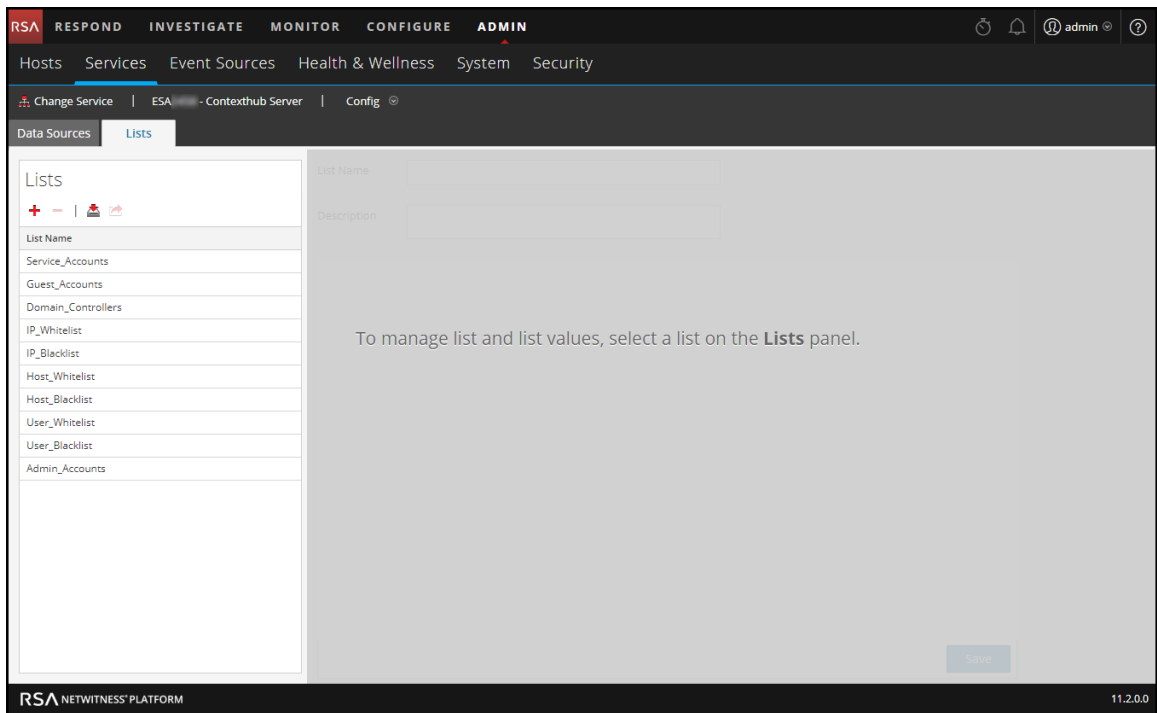 RSA RESPOND INVESTIGATE MONITOR CONFIGURE ADMIN admin
Hosts Services Event Sources Health & Wellness System Security
Change Service | ESA - Contexthub Server | Config
Data Sources Lists
Lists
List Name
Service_Accounts
Guest_Accounts
Domain_Controllers
IP_Whitelist
IP_Blacklist
Host_Whitelist
Host_Blacklist
User_Whitelist
User_Blacklist
Admin_Accounts
List Name
Description
To manage list and list values, select a list on the Lists panel.
Save
RSA NETWITNESS® PLATFORM 11.2.0.0